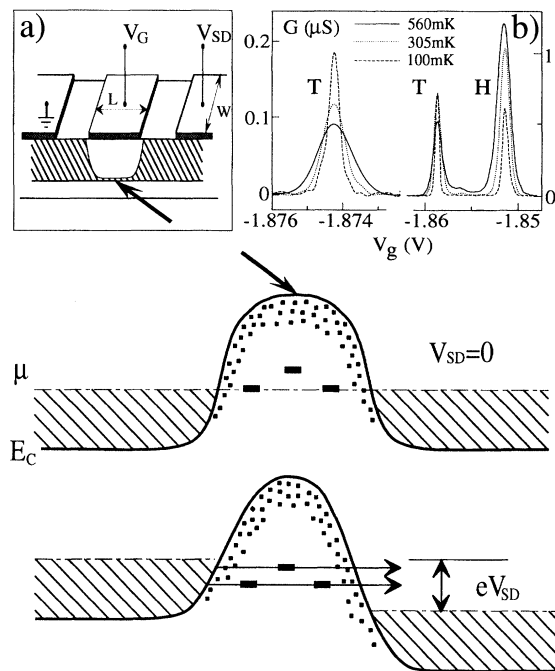 a)
V_G
V_SD
L
W
G (μS)
560mK
305mK
100mK
b)
0.2
0.1
0
T
T
H
1
0
-1.876
-1.874
-1.86
-1.85
V_g (V)
μ
V_SD=0
E_C
eV_SD